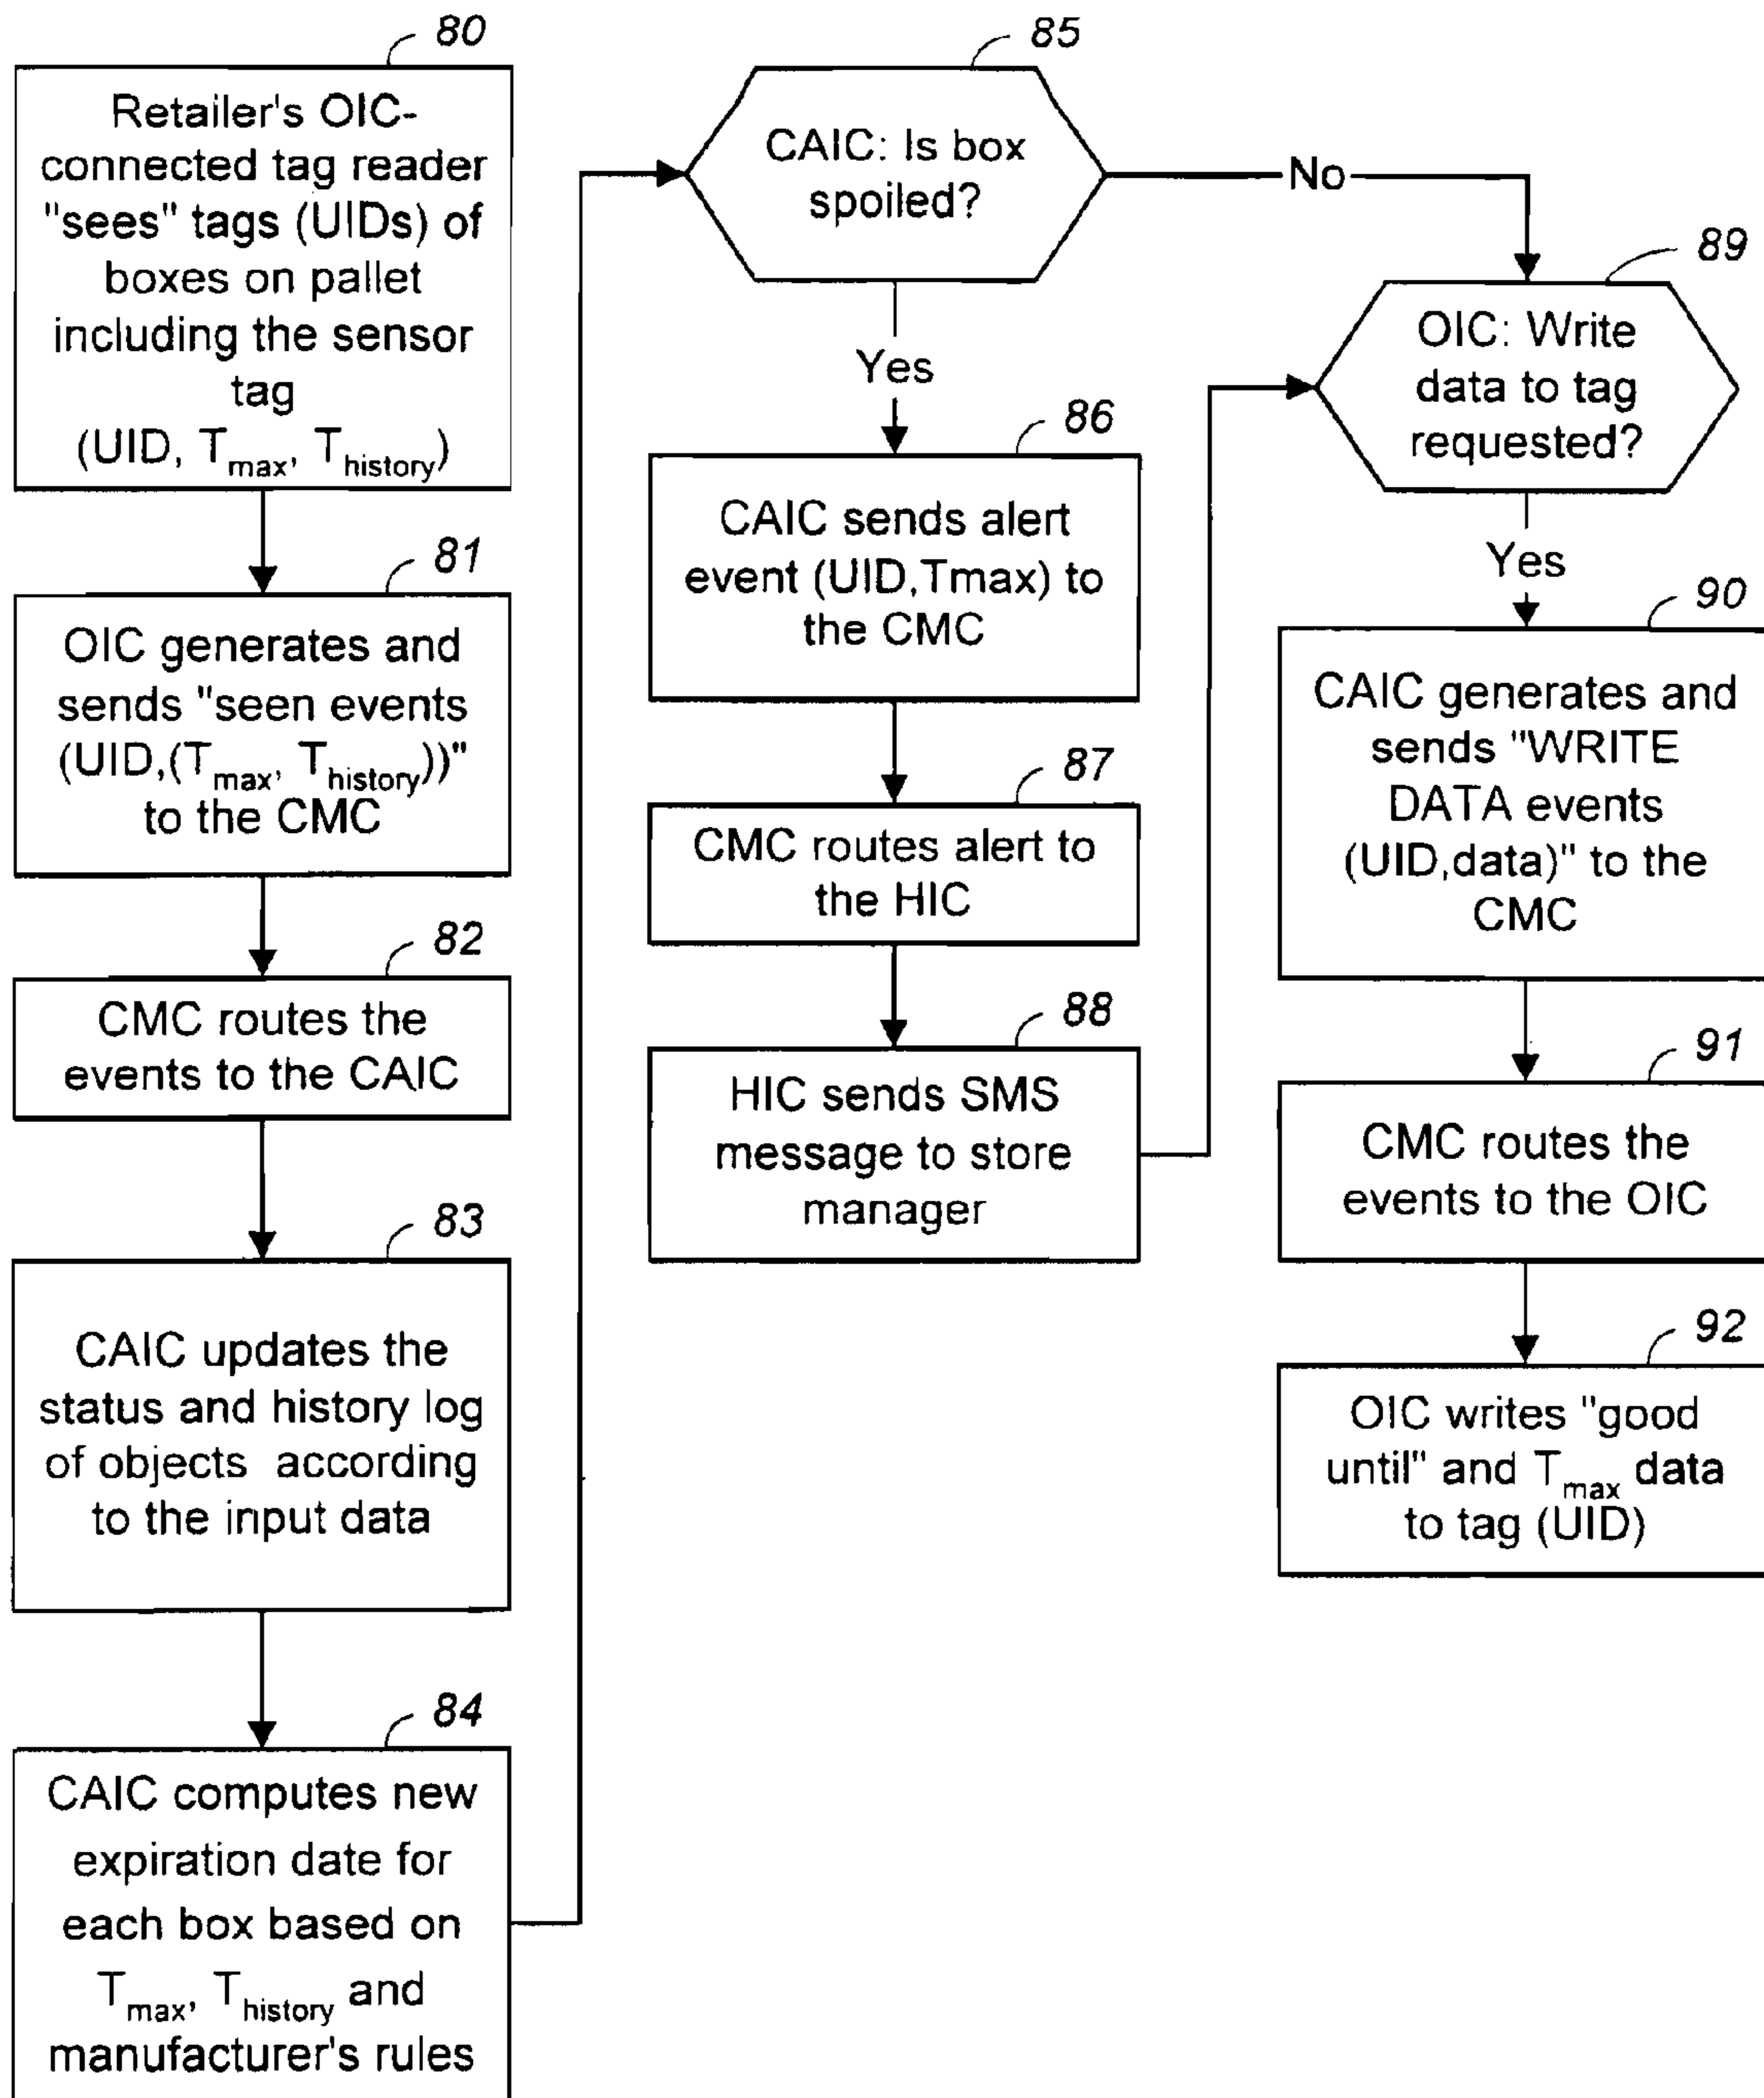 80
Retailer's OIC-
connected tag reader
"sees" tags (UIDs) of
boxes on pallet
including the sensor
tag
(UID, Tmax, Thistory)
81
OIC generates and
sends "seen events
(UID,(Tmax, Thistory))"
to the CMC
82
CMC routes the
events to the CAIC
83
CAIC updates the
status and history log
of objects according
to the input data
84
CAIC computes new
expiration date for
each box based on
Tmax, Thistory and
manufacturer's rules
85
CAIC: Is box
spoiled?
No
Yes
86
CAIC sends alert
event (UID,Tmax) to
the CMC
87
CMC routes alert to
the HIC
88
HIC sends SMS
message to store
manager
89
OIC: Write
data to tag
requested?
Yes
90
CAIC generates and
sends "WRITE
DATA events
(UID,data)" to the
CMC
91
CMC routes the
events to the OIC
92
OIC writes "good
until" and Tmax data
to tag (UID)